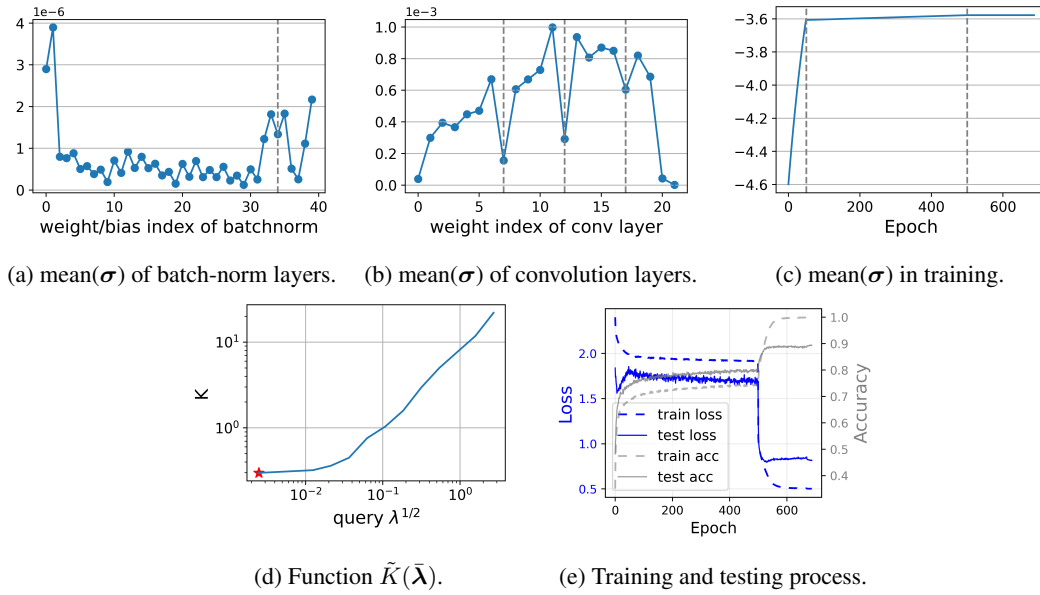 1e−6
4
3
2
1
0
0 10 20 30 40
weight/bias index of batchnorm
(a) mean(σ) of batch-norm layers.
1e−3
1.0
0.8
0.6
0.4
0.2
0.0
0 5 10 15 20
weight index of conv layer
(b) mean(σ) of convolution layers.
−3.6
−3.8
−4.0
−4.2
−4.4
−4.6
0 200 400 600
Epoch
(c) mean(σ) in training.
K
10¹
10⁰
10⁻² 10⁻¹ 10⁰
query λ^{1/2}
(d) Function K̃(λ̄).
Loss
2.0
1.5
1.0
0.5
train loss
test loss
train acc
test acc
1.0
0.9
0.8
0.7
0.6
0.5
0.4
Accuracy
0 200 400 600
Epoch
(e) Training and testing process.